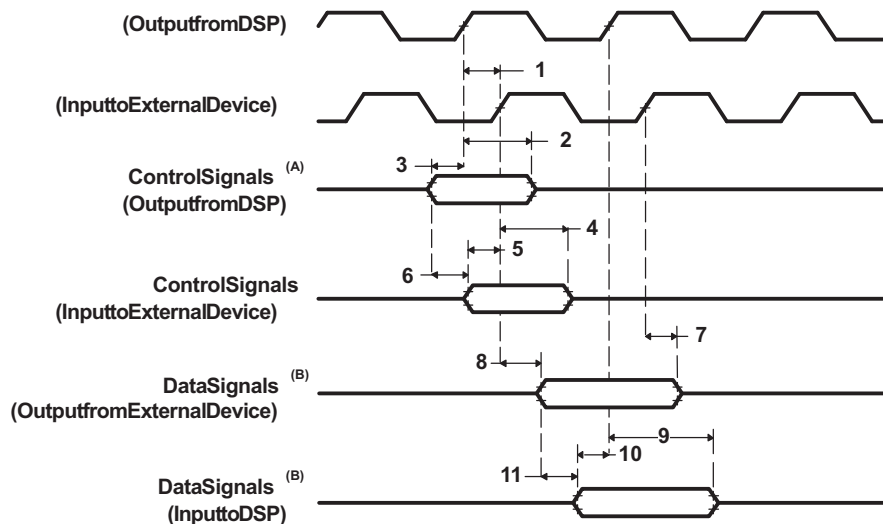 (OutputfromDSP)
1
(InputtoExternalDevice)
2
3
ControlSignals (A)
(OutputfromDSP)
4
5
6
ControlSignals
(InputtoExternalDevice)
7
8
DataSignals (B)
(OutputfromExternalDevice)
9
10
11
DataSignals (B)
(InputtoDSP)